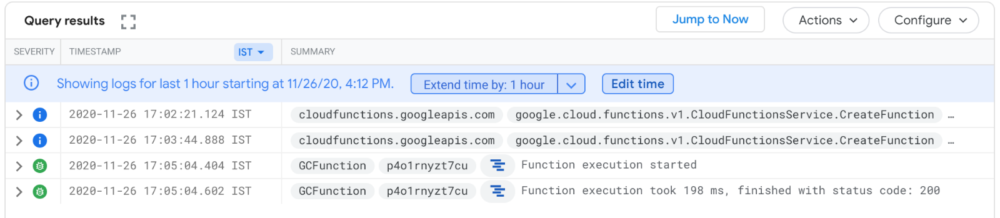 Query results Jump to Now Actions Configure
SEVERITY TIMESTAMP IST SUMMARY
Showing logs for last 1 hour starting at 11/26/20, 4:12 PM. Extend time by: 1 hour Edit time
2020-11-26 17:02:21.124 IST cloudfunctions.googleapis.com google.cloud.functions.v1.CloudFunctionsService.CreateFunction …
2020-11-26 17:03:44.888 IST cloudfunctions.googleapis.com google.cloud.functions.v1.CloudFunctionsService.CreateFunction …
2020-11-26 17:05:04.404 IST GCFunction p4o1rnyzt7cu Function execution started
2020-11-26 17:05:04.602 IST GCFunction p4o1rnyzt7cu Function execution took 198 ms, finished with status code: 200